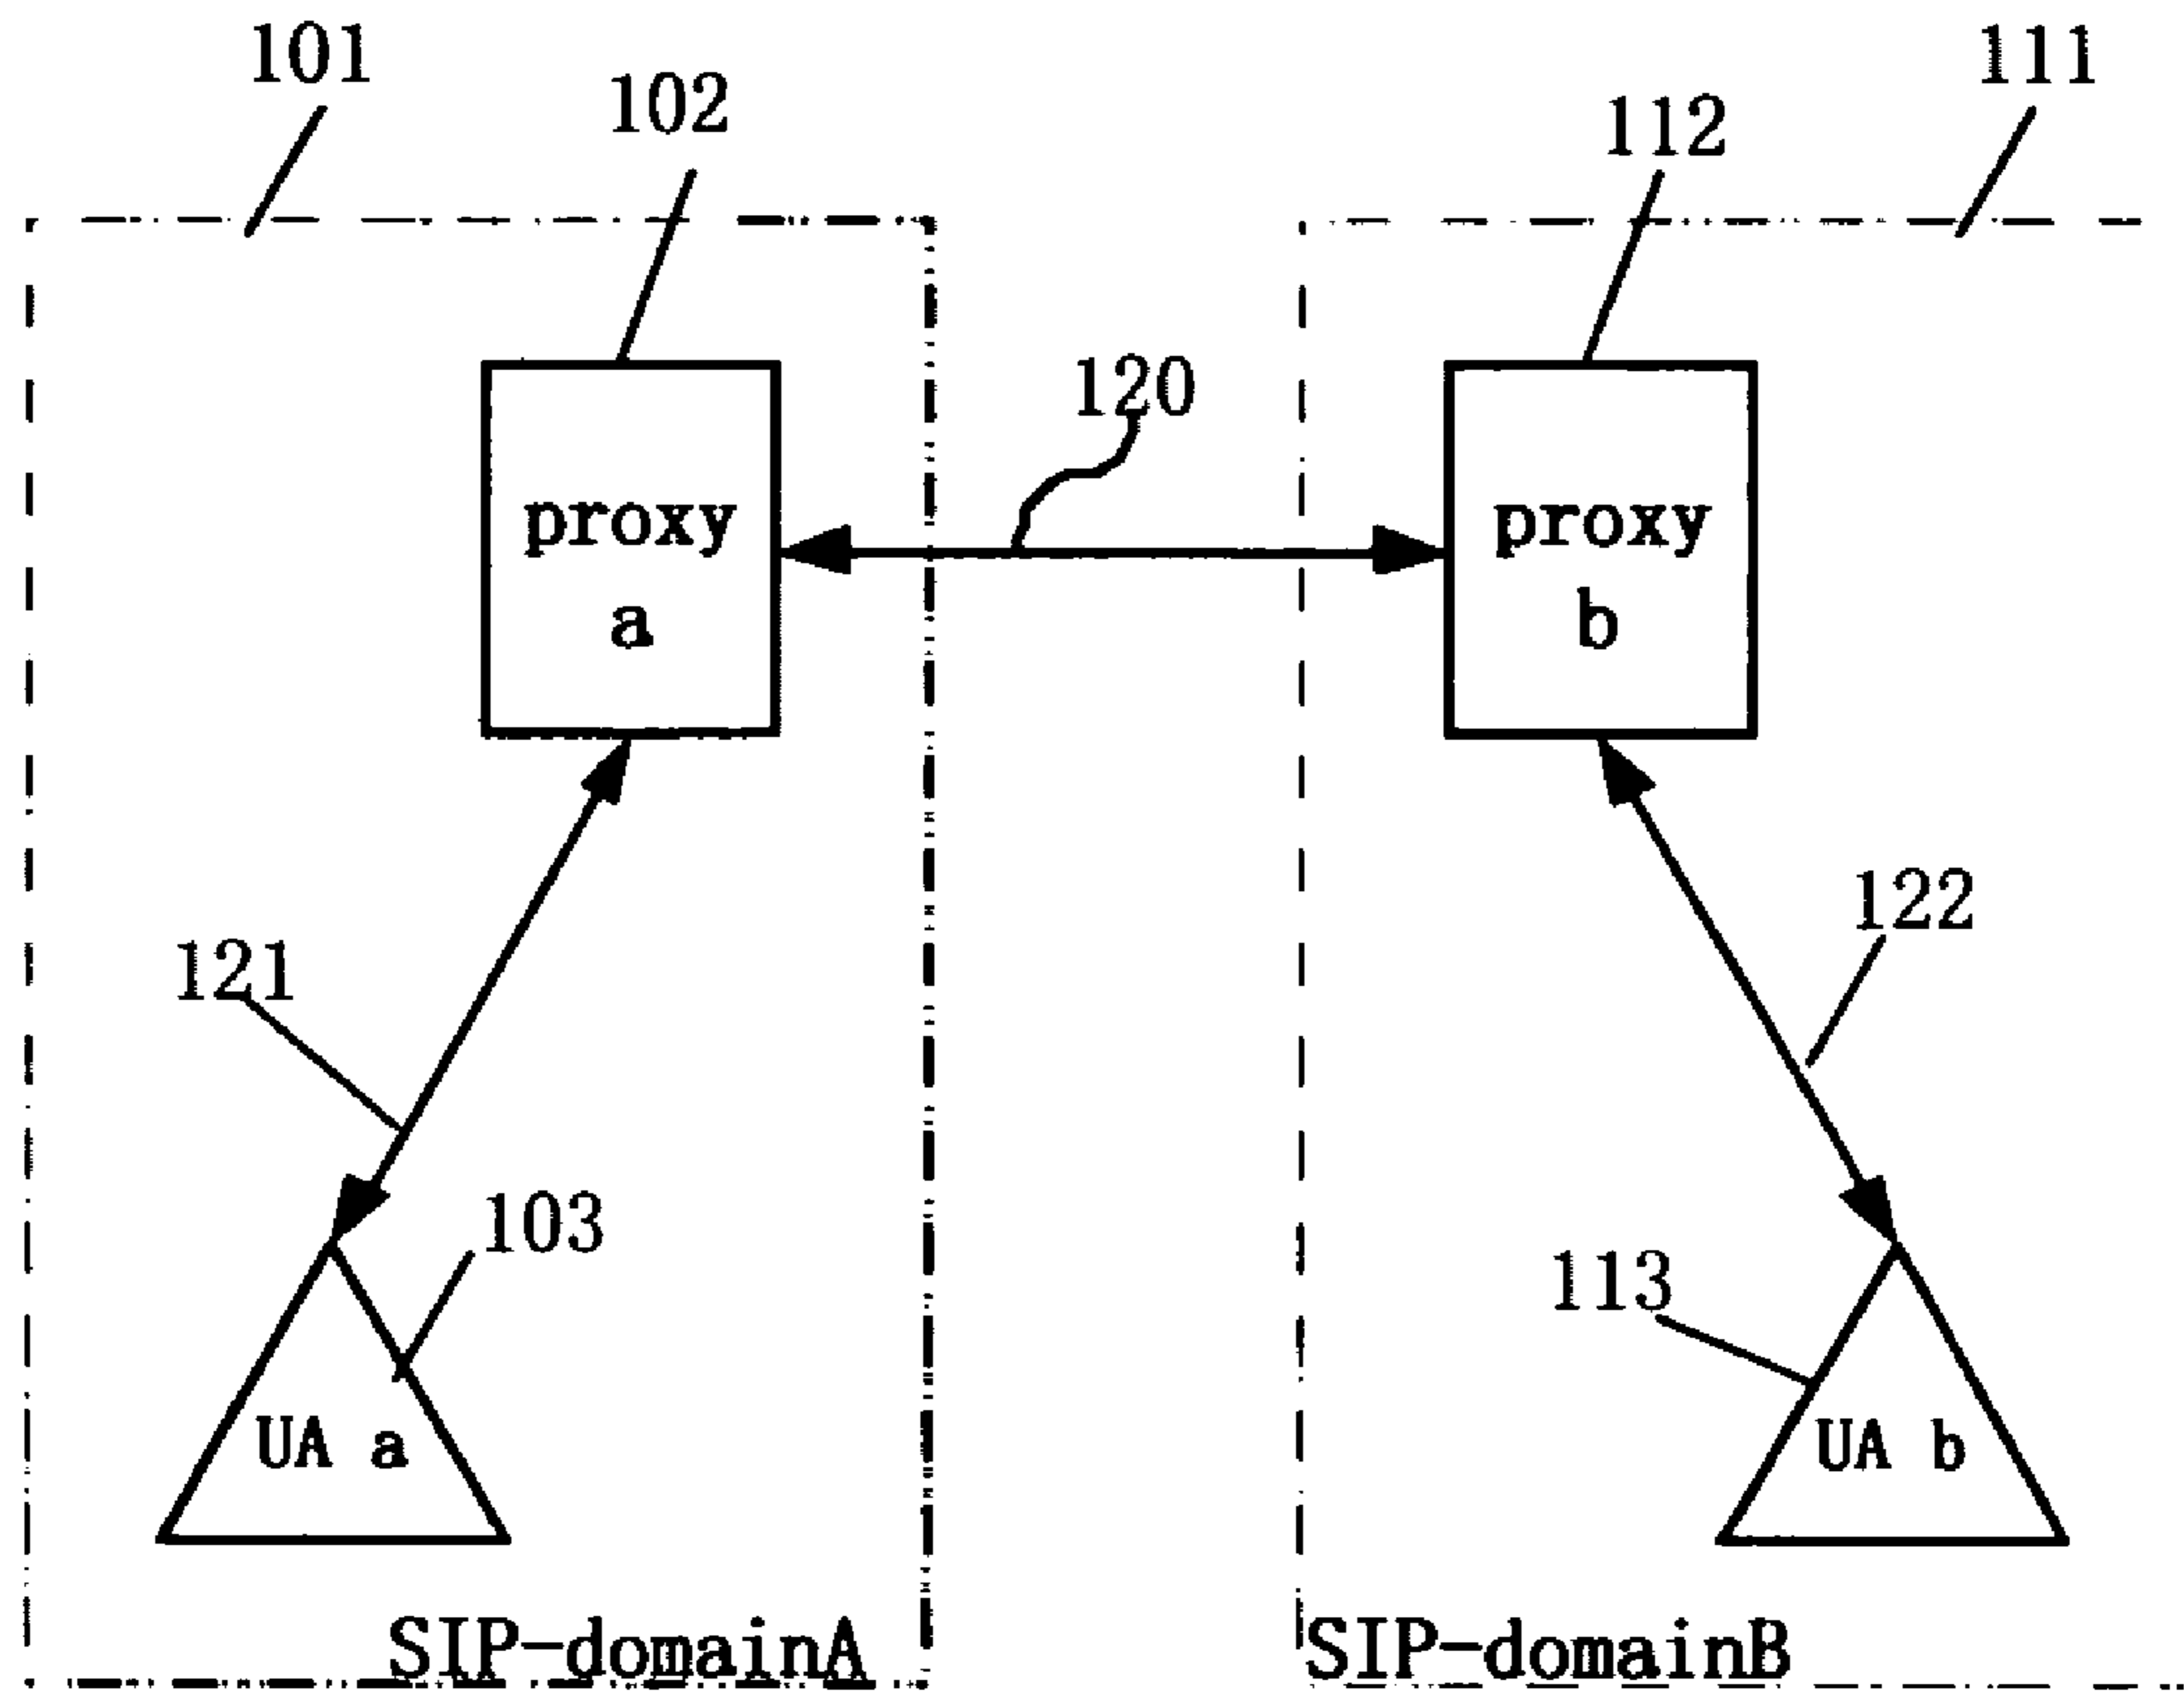 101
111
102
112
120
proxy
a
proxy
b
122
121
103
113
UA a
UA b
SIP-domainA
SIP-domainB